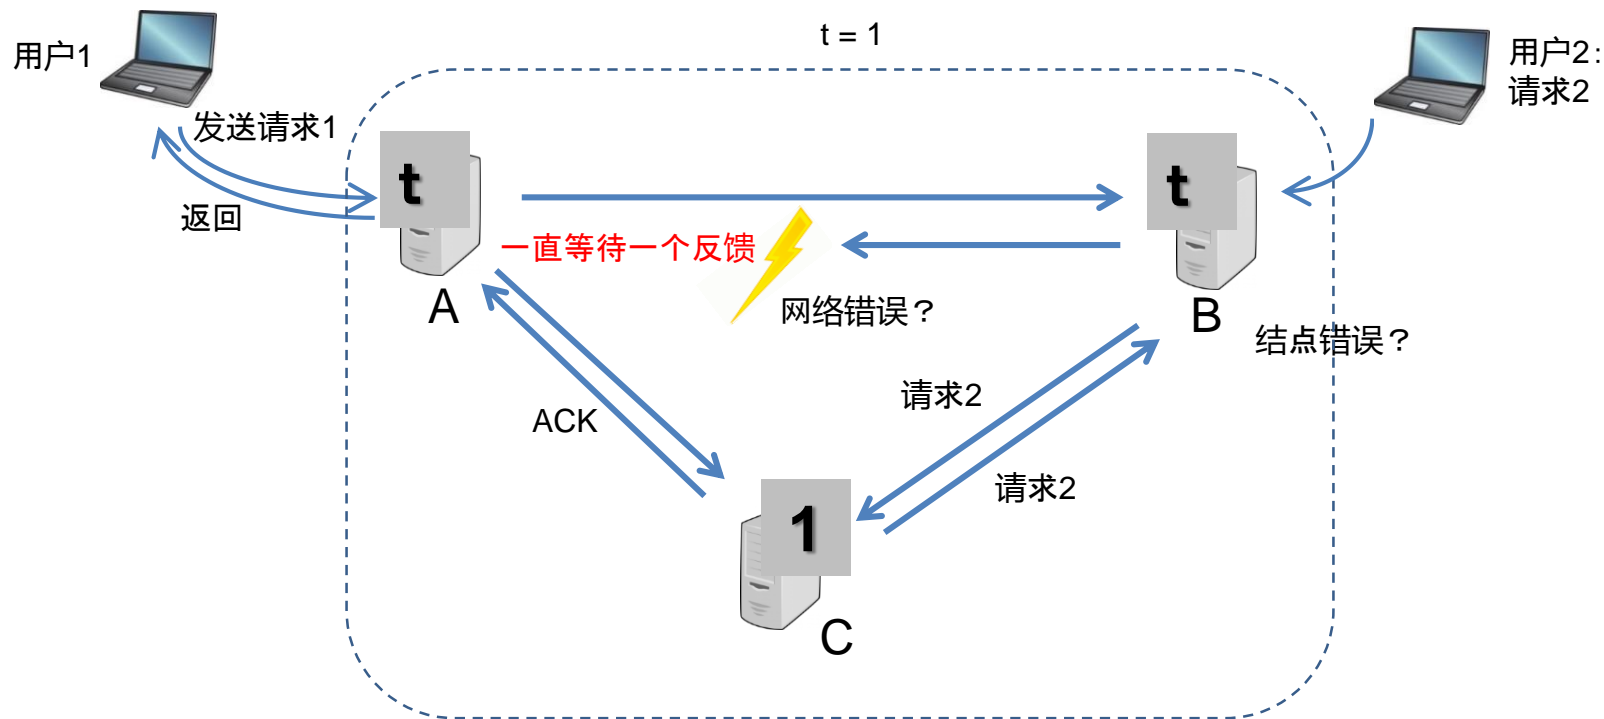 t = 1
用户1
用户2：
请求2
发送请求1
t
t
返回
一直等待一个反馈
网络错误？
A
B
结点错误？
请求2
ACK
请求2
1
C